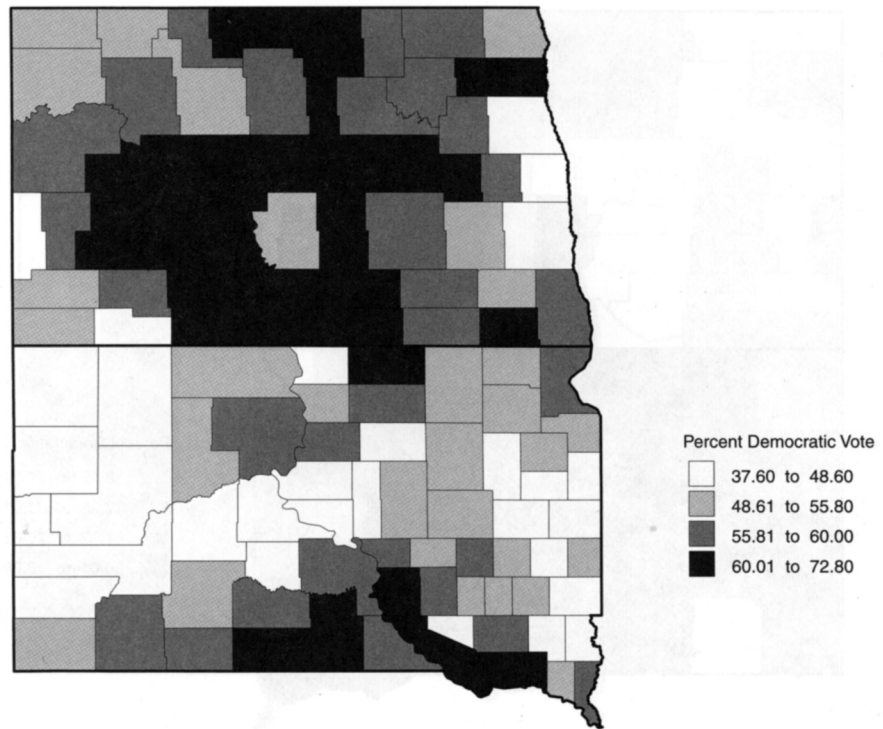 Percent Democratic Vote
37.60 to 48.60
48.61 to 55.80
55.81 to 60.00
60.01 to 72.80